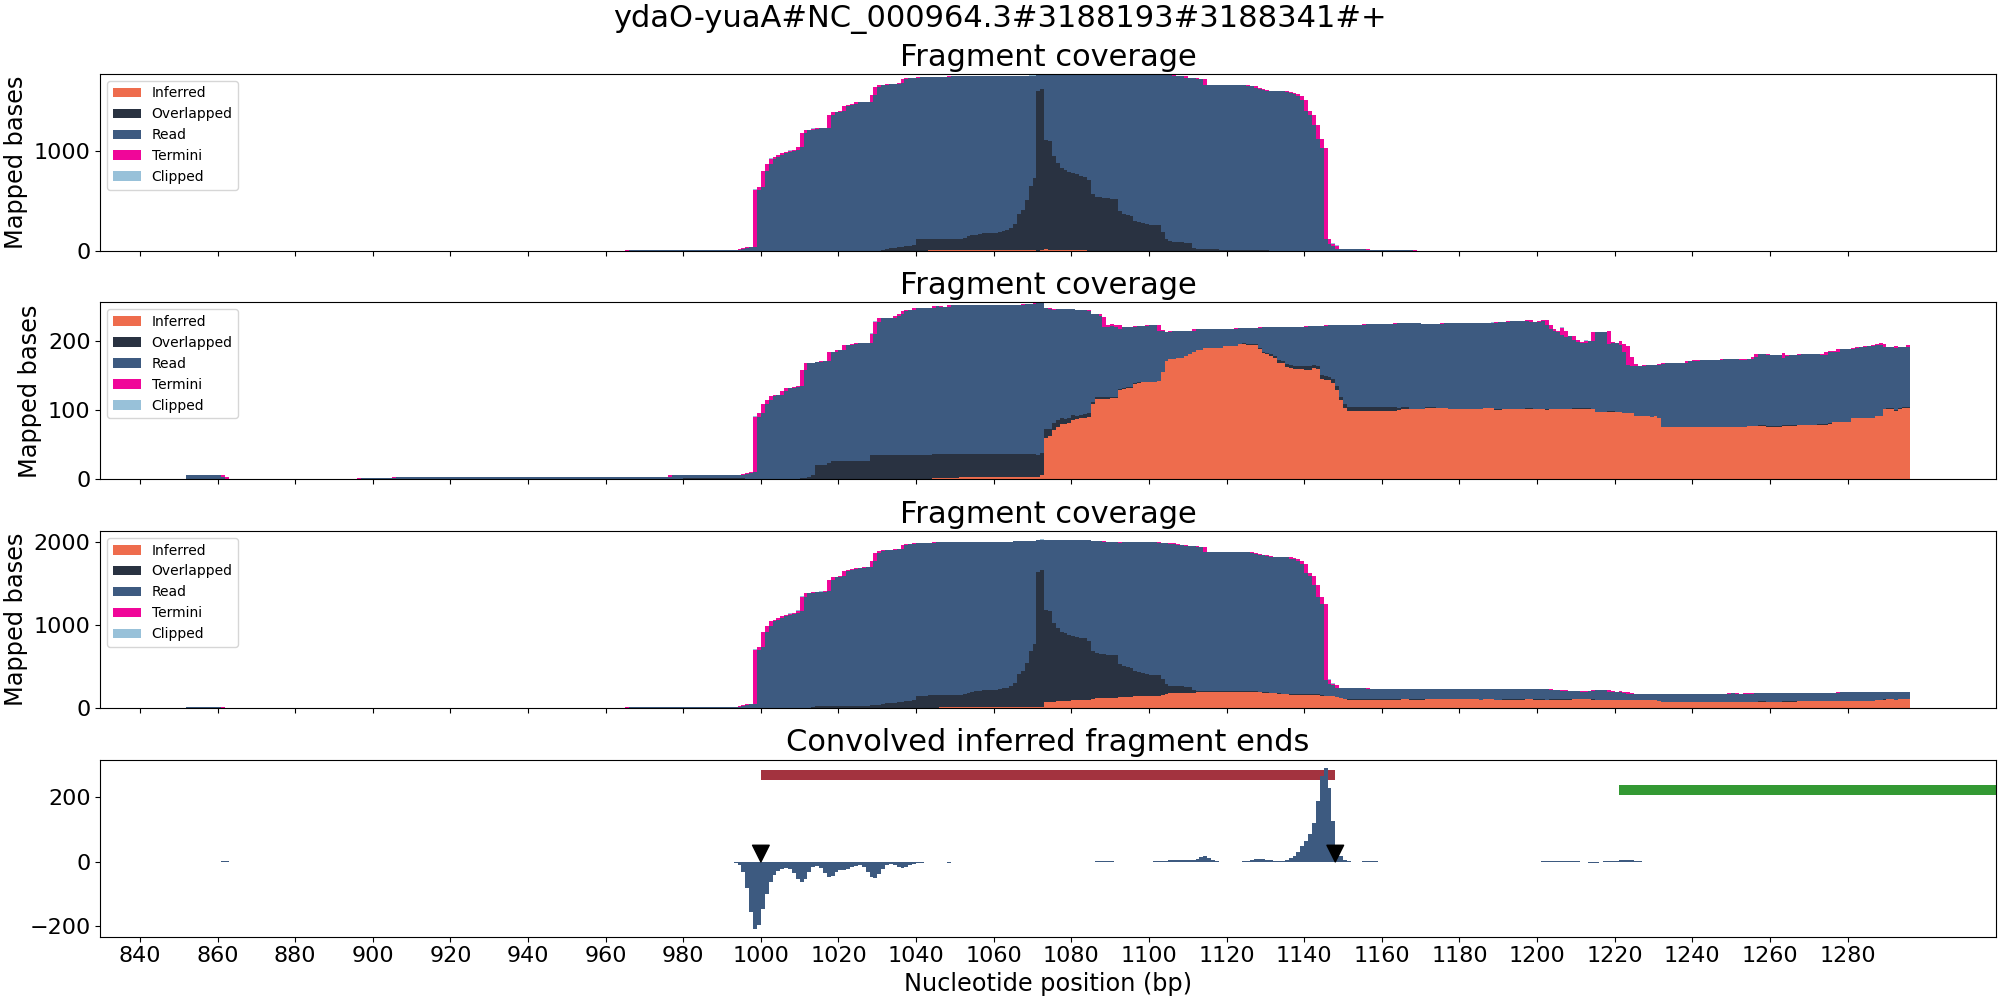 ydaO-yuaA#NC_000964.3#3188193#3188341#+
Fragment coverage
Mapped bases
1000
0
Inferred
Overlapped
Read
Termini
Clipped
Fragment coverage
Mapped bases
200
100
0
Inferred
Overlapped
Read
Termini
Clipped
Fragment coverage
Mapped bases
2000
1000
0
Inferred
Overlapped
Read
Termini
Clipped
Convolved inferred fragment ends
200
0
−200
840 860 880 900 920 940 960 980 1000 1020 1040 1060 1080 1100 1120 1140 1160 1180 1200 1220 1240 1260 1280
Nucleotide position (bp)